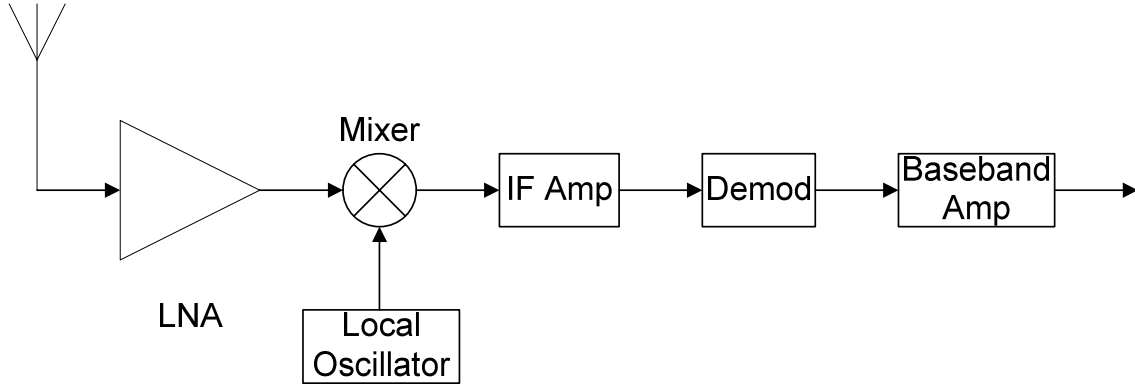 Mixer
IF Amp
Demod
Baseband
Amp
LNA
Local
Oscillator